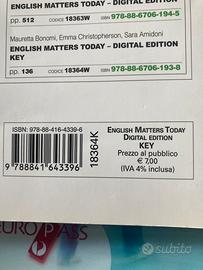 ENGLISH MATTERS TODAY – DIGITAL EDITION
pp. 512 CODICE 18363W ISBN 978-88-6706-194-5
Mauretta Bonomi, Emma Christopherson, Sara Amidoni
ENGLISH MATTERS TODAY – DIGITAL EDITION
KEY
pp. 136 CODICE 18364W ISBN 978-88-6706-193-8
ISBN: 978-88-416-4339-6
9 788841 643396
18364K
ENGLISH MATTERS TODAY
DIGITAL EDITION
KEY
Prezzo al pubblico
€ 7,00
(IVA 4% inclusa)
EUROPASS
subito